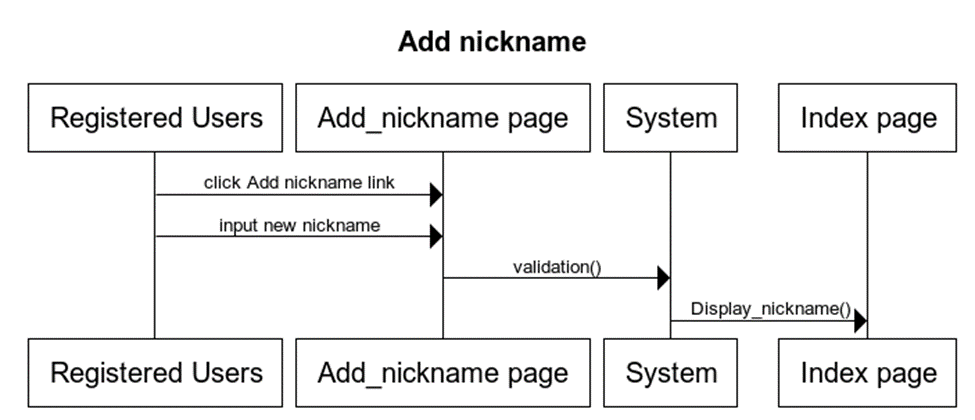 Add nickname
Registered Users Add_nickname page System Index page
click Add nickname link
input new nickname
validation()
Display_nickname()
Registered Users Add_nickname page System Index page